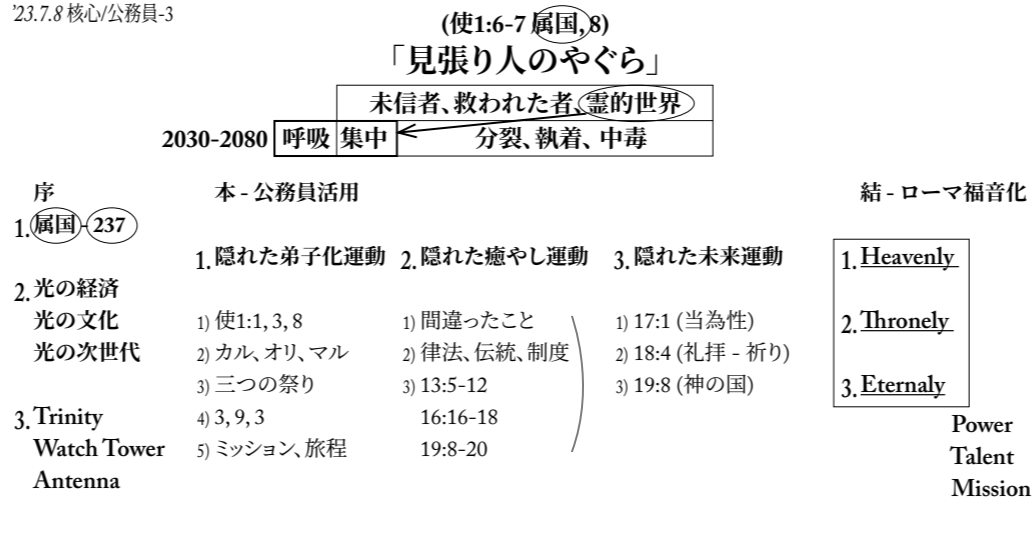 '23.7.8 核心/公務員-3
(使1:6-7 属国,8)
「見張り人のやぐら」
未信者、救われた者、霊的世界
2030-2080 呼吸 集中 分裂、執着、中毒
序
1. 属国-237
2. 光の経済
光の文化
光の次世代
3. Trinity
Watch Tower
Antenna
本 - 公務員活用
1. 隠れた弟子化運動
1) 使1:1, 3, 8
2) カル、オリ、マル
3) 三つの祭り
4) 3, 9, 3
5) ミッション、旅程
2. 隠れた癒やし運動
1) 間違ったこと
2) 律法、伝統、制度
3) 13:5-12
16:16-18
19:8-20
3. 隠れた未来運動
1) 17:1 (当為性)
2) 18:4 (礼拝 - 祈り)
3) 19:8 (神の国)
結 - ローマ福音化
1. Heavenly
2. Thronely
3. Eternaly
Power
Talent
Mission